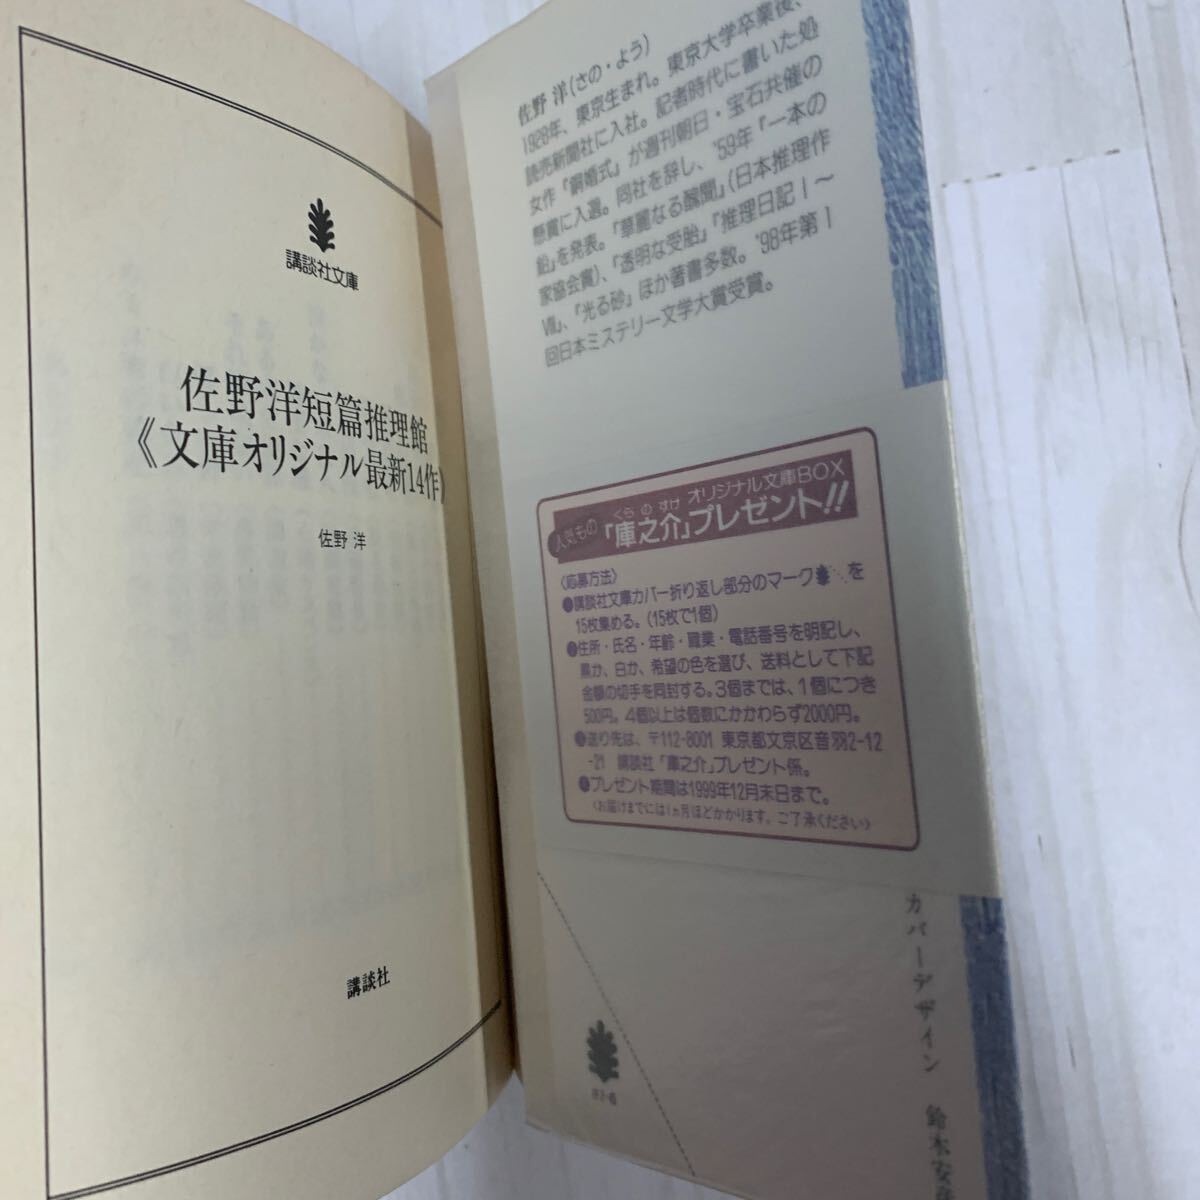 講談社文庫
佐野洋短篇推理館
《文庫オリジナル最新14作》
佐野 洋
講談社
佐野 洋(さの・よう)
1928年、東京生まれ。東京大学卒業後、
読売新聞社に入社。記者時代に書いた処
女作「銅婚式」が週刊朝日・宝石共催の
懸賞に入選。同社を辞し、'59年「一本の
鉛」を発表。「華麗なる醜聞」(日本推理作
家協会賞)、「透明な受胎」「推理日記Ⅰ〜
Ⅷ」、「光る砂」ほか著書多数。'98年第1
回日本ミステリー文学大賞受賞。
人気もの
くらのすけ オリジナル文庫BOX
「庫之介」プレゼント!!
〈応募方法〉
●講談社文庫カバー折り返し部分のマーク を
15枚集める。(15枚で1個)
●住所・氏名・年齢・職業・電話番号を明記し、
黒か、白か、希望の色を選び、送料として下記
金額の切手を同封する。3個までは、1個につき
500円。4個以上は個数にかかわらず2000円。
●送り先は、〒112-8001 東京都文京区音羽2-12
-21 講談社「庫之介」プレゼント係。
●プレゼント期間は1999年12月末日まで。
(お届けまでには1ヵ月ほどかかります。ご了承ください)
カバーデザイン 鈴木